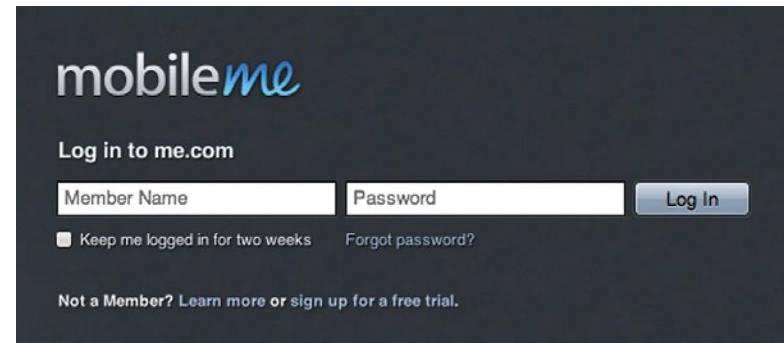 mobileme
Log in to me.com
Member Name Password Log In
Keep me logged in for two weeks Forgot password?
Not a Member? Learn more or sign up for a free trial.